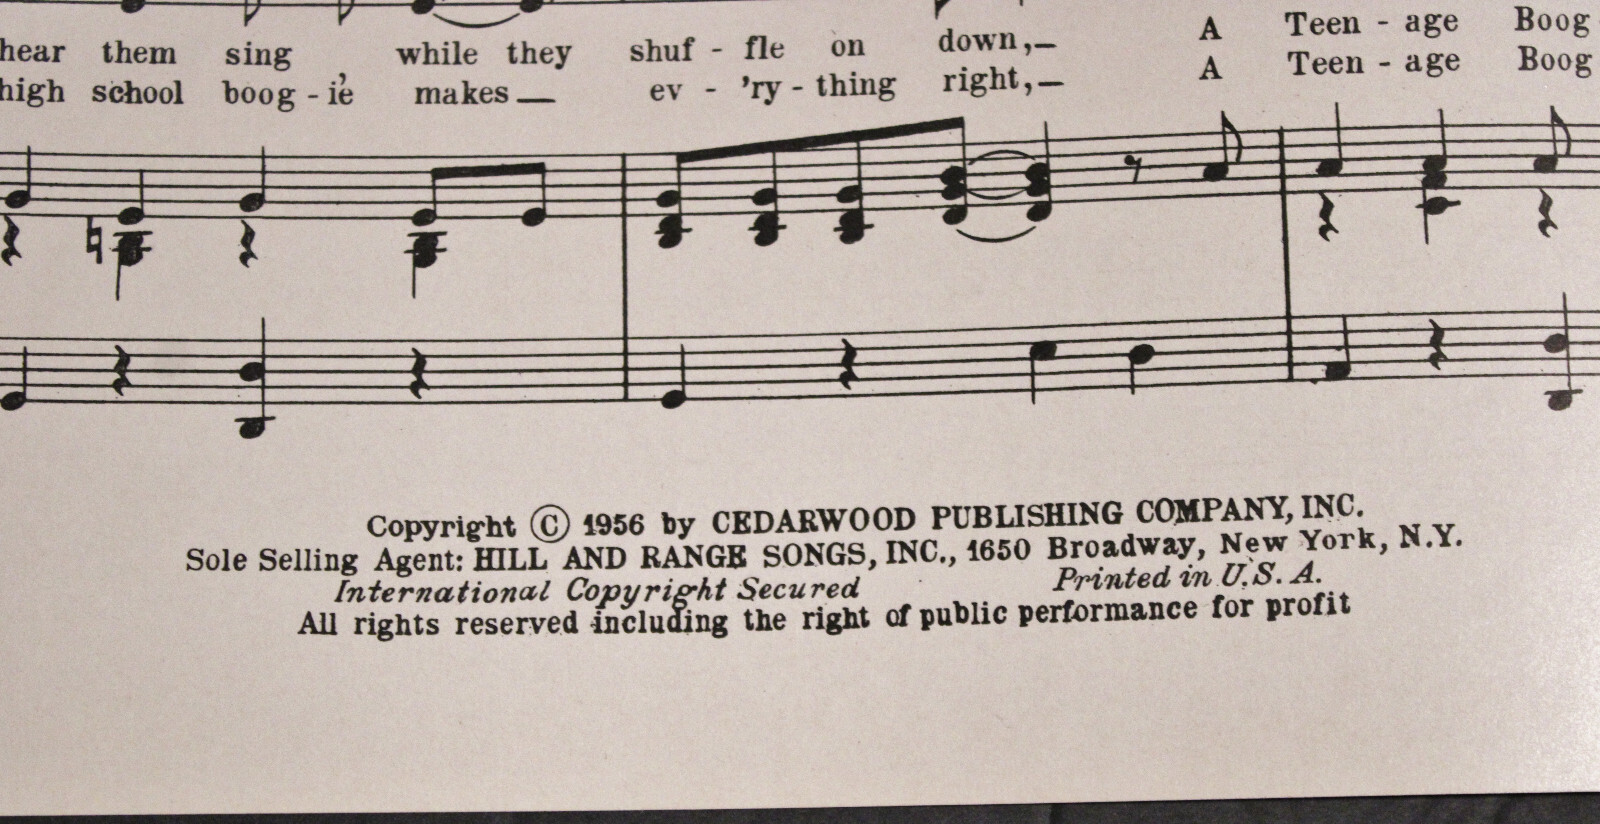 hear them sing while they shuf - fle on down, A Teen - age Boog
high school boog - ie makes ev - 'ry - thing right, A Teen - age Boog
Copyright © 1956 by CEDARWOOD PUBLISHING COMPANY, INC.
Sole Selling Agent: HILL AND RANGE SONGS, INC., 1650 Broadway, New York, N.Y.
International Copyright Secured Printed in U.S.A.
All rights reserved including the right of public performance for profit